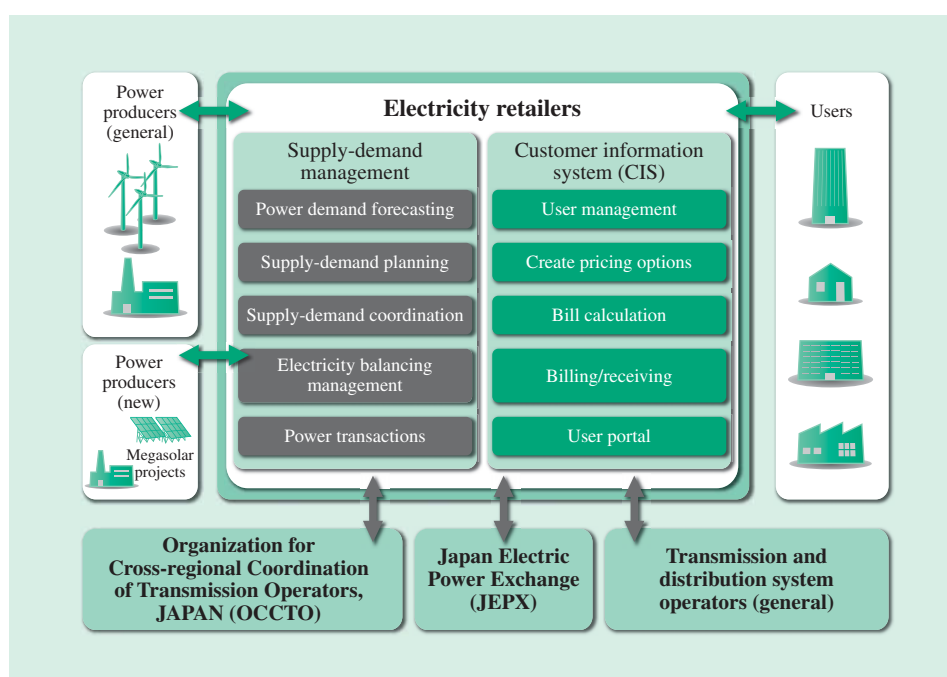 Power
producers
(general)
Power
producers
(new)
Megasolar
projects
Electricity retailers
Supply-demand
management
Power demand forecasting
Supply-demand planning
Supply-demand coordination
Electricity balancing
management
Power transactions
Customer information
system (CIS)
User management
Create pricing options
Bill calculation
Billing/receiving
User portal
Users
Organization for
Cross-regional Coordination
of Transmission Operators,
JAPAN (OCCTO)
Japan Electric
Power Exchange
(JEPX)
Transmission and
distribution system
operators (general)